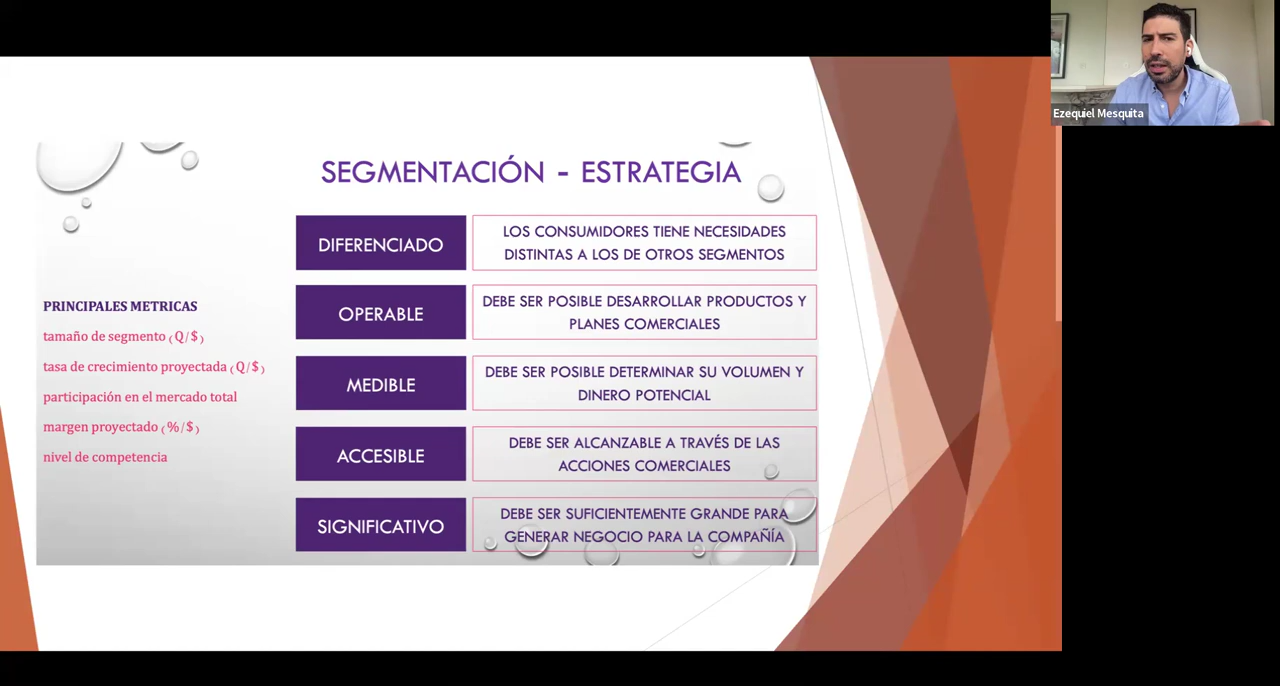 Ezequiel Mesquita
SEGMENTACIÓN - ESTRATEGIA
PRINCIPALES METRICAS
tamaño de segmento (Q/$)
tasa de crecimiento proyectada (Q/$)
participación en el mercado total
margen proyectado (%/$)
nivel de competencia
DIFERENCIADO
LOS CONSUMIDORES TIENE NECESIDADES
DISTINTAS A LOS DE OTROS SEGMENTOS
OPERABLE
DEBE SER POSIBLE DESARROLLAR PRODUCTOS Y
PLANES COMERCIALES
MEDIBLE
DEBE SER POSIBLE DETERMINAR SU VOLUMEN Y
DINERO POTENCIAL
ACCESIBLE
DEBE SER ALCANZABLE A TRAVÉS DE LAS
ACCIONES COMERCIALES
SIGNIFICATIVO
DEBE SER SUFICIENTEMENTE GRANDE PARA
GENERAR NEGOCIO PARA LA COMPAÑÍA